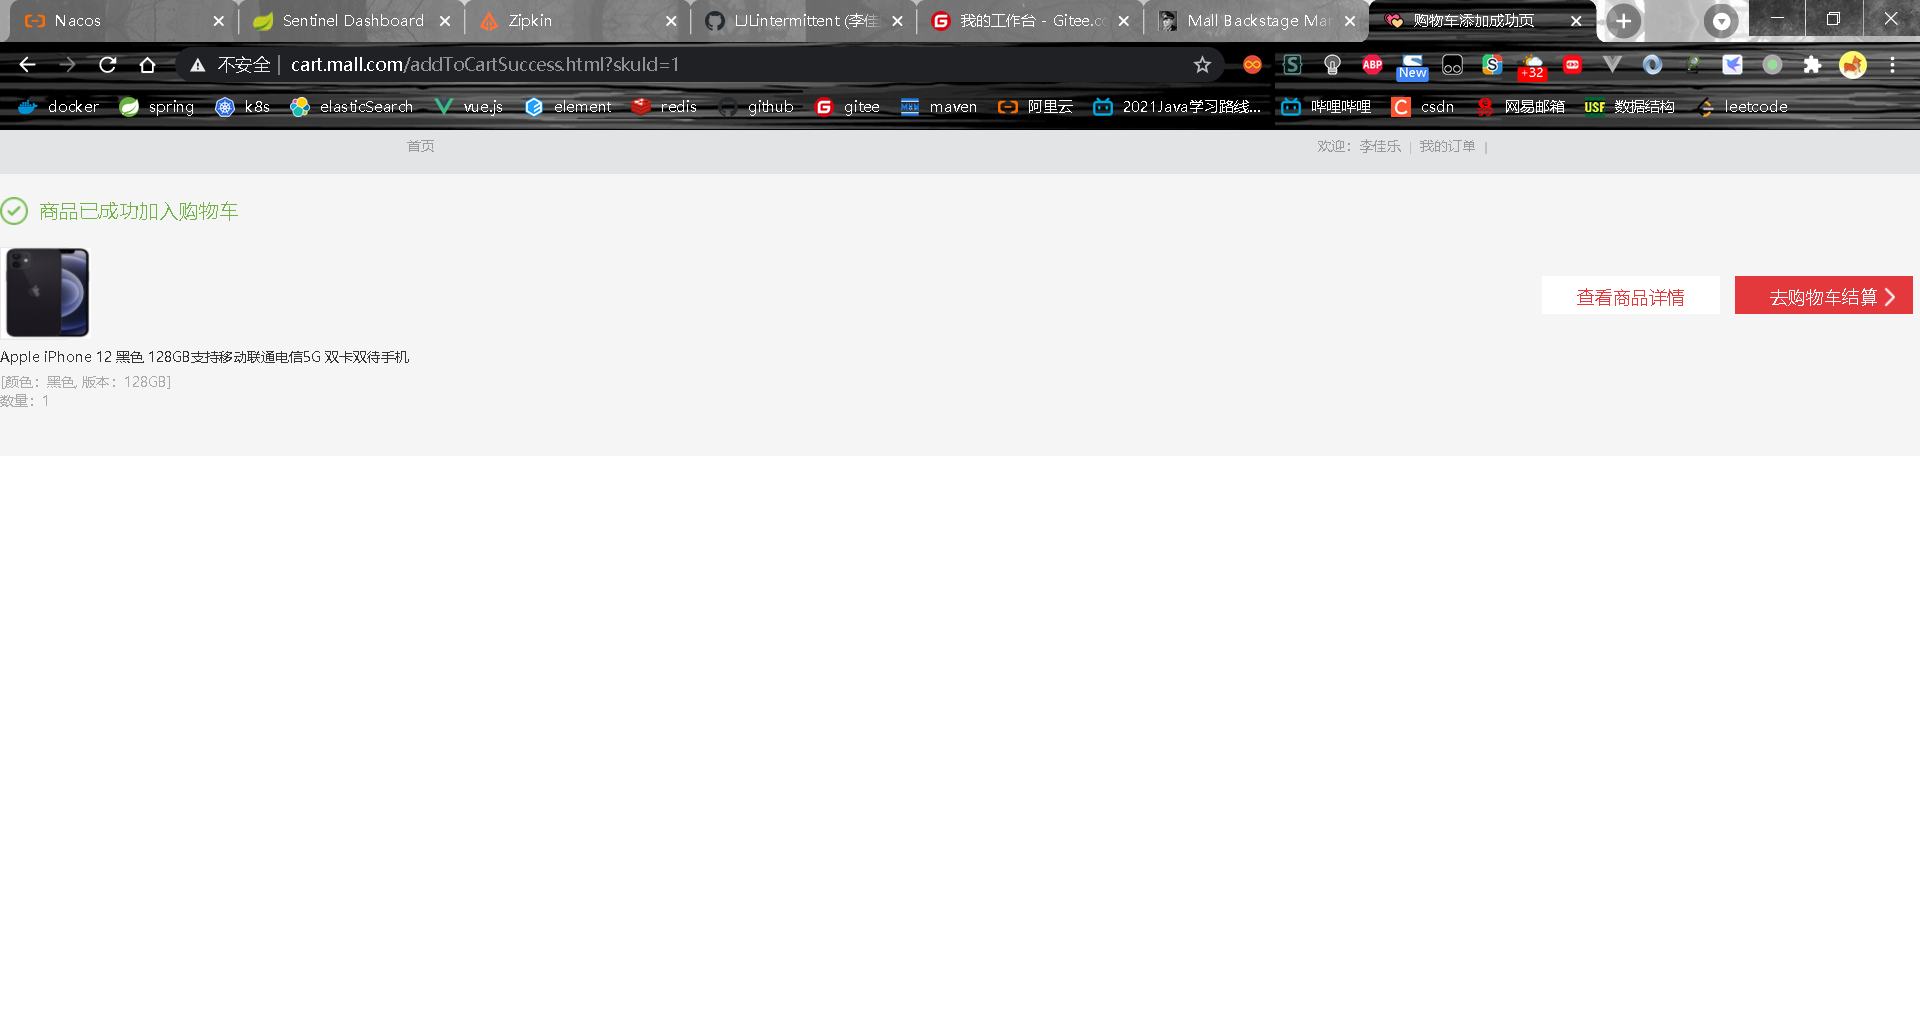 Nacos
Sentinel Dashboard
Zipkin
我的工作台 - Gitee.co
Mall Backstage Mar
购物车添加成功页
不安全 | cart.mall.com/addToCartSuccess.html?skuId=1
ABP
New
+32
docker spring k8s elasticSearch vue.js element redis github gitee maven 阿里云 2021Java学习路线... 哔哩哔哩 csdn 网易邮箱 USF 数据结构 leetcode
首页 欢迎：李佳乐 | 我的订单 |
商品已成功加入购物车
查看商品详情 去购物车结算
Apple iPhone 12 黑色 128GB支持移动联通电信5G 双卡双待手机
[颜色：黑色, 版本：128GB]
数量：1